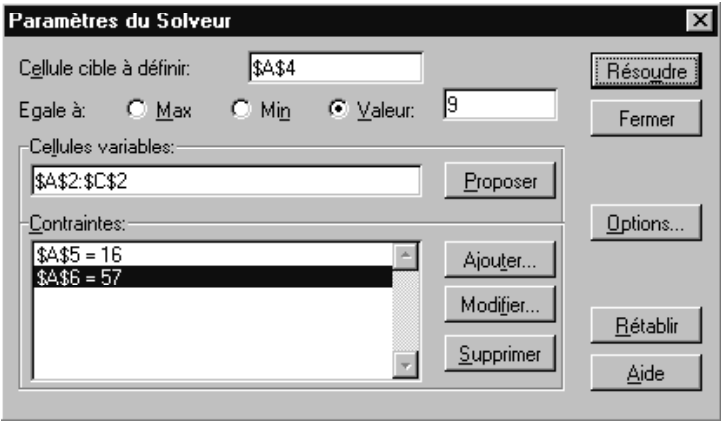 Paramètres du Solveur
Cellule cible à définir: $A$4
Résoudre
Egale à: Max Min Valeur: 9
Fermer
Cellules variables:
$A$2:$C$2
Proposer
Contraintes:
Options...
$A$5 = 16
$A$6 = 57
Ajouter...
Modifier...
Supprimer
Rétablir
Aide